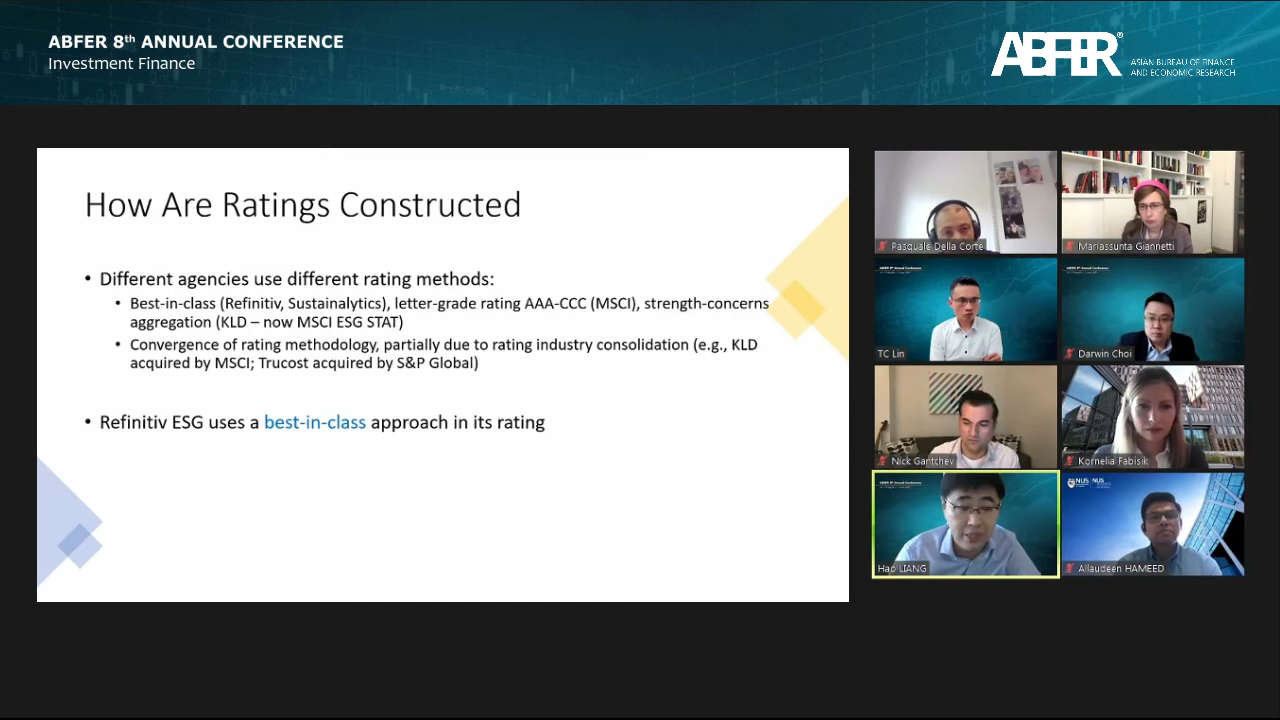 ABFER 8th ANNUAL CONFERENCE
Investment Finance
ABFER®
ASIAN BUREAU OF FINANCE
AND ECONOMIC RESEARCH
How Are Ratings Constructed
• Different agencies use different rating methods:
• Best-in-class (Refinitiv, Sustainalytics), letter-grade rating AAA-CCC (MSCI), strength-concerns
aggregation (KLD – now MSCI ESG STAT)
• Convergence of rating methodology, partially due to rating industry consolidation (e.g., KLD
acquired by MSCI; Trucost acquired by S&P Global)
• Refinitiv ESG uses a best-in-class approach in its rating
Pasquale Della Corte
Mariassunta Giannetti
TC Lin
Darwin Choi
Nick Gantchev
Kornelia Fabisik
Hao LIANG
NUS NUS
Allaudeen HAMEED